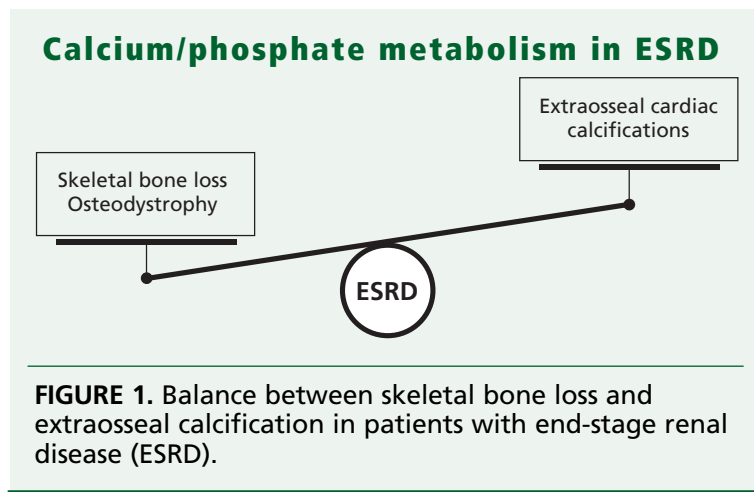 Calcium/phosphate metabolism in ESRD
Extraosseal cardiac
calcifications
Skeletal bone loss
Osteodystrophy
ESRD
FIGURE 1. Balance between skeletal bone loss and
extraosseal calcification in patients with end-stage renal
disease (ESRD).